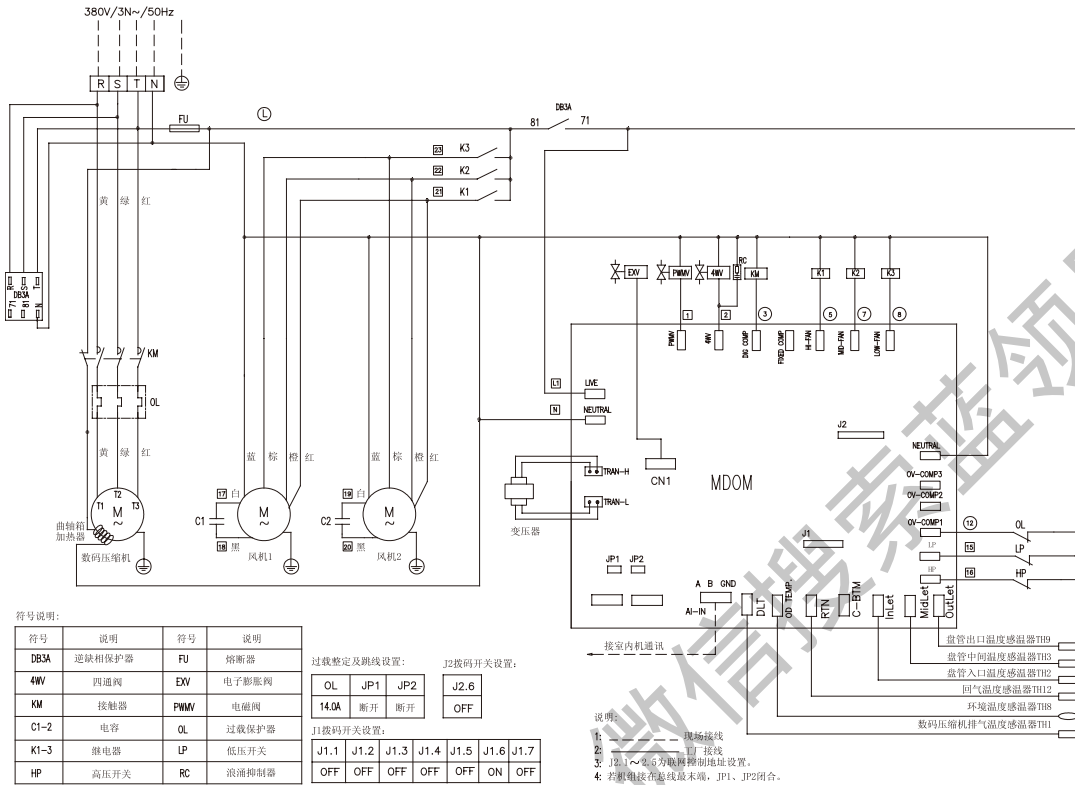 380V/3N~/50Hz
R S T N
FU
L
DB3A
81 71
23 K3
22 K2
21 K1
黄 绿 红
R S T
DB3A
71 81 N
KM
OL
黄 绿 红
EXV PWMV 4WV RC KM K1 K2 K3
1 2 3 5 7 8
PWMV 4WV DIG COMP FIXED COMP HI-FAN MID-FAN LOW-FAN
L1 LIVE
N NEUTRAL
J2
NEUTRAL
TRAN-H
CN1
MDOM
OV-COMP3
OV-COMP2
TRAN-L
变压器
OV-COMP1 12 OL
J1
LP 15 LP
HP 16 HP
蓝 棕 橙 红
蓝 棕 橙 红
T1 T2 T3
M
~
曲轴箱
加热器
数码压缩机
17 白
C1
18 黑
M
~
风机1
19 白
C2
20 黑
M
~
风机2
JP1 JP2
A B GND
AI-IN
DLT
OD TEMP.
RTN
C-BTM
InLet
MidLet
OutLet
接室内机通讯
盘管出口温度感温器TH9
盘管中间温度感温器TH3
盘管入口温度感温器TH2
回气温度感温器TH12
环境温度感温器TH8
数码压缩机排气温度感温器TH1
符号说明:
符号 说明 符号 说明
DB3A 逆缺相保护器 FU 熔断器
4WV 四通阀 EXV 电子膨胀阀
KM 接触器 PWMV 电磁阀
C1-2 电容 OL 过载保护器
K1-3 继电器 LP 低压开关
HP 高压开关 RC 浪涌抑制器
过载整定及跳线设置:
OL JP1 JP2
14.0A 断开 断开
J2拨码开关设置:
J2.6
OFF
J1拨码开关设置:
J1.1 J1.2 J1.3 J1.4 J1.5 J1.6 J1.7
OFF OFF OFF OFF OFF ON OFF
说明:
1: 现场接线
2: 工厂接线
3: J2.1～2.5为联网控制地址设置。
4: 若机组接在总线最末端, JP1、JP2闭合。
微信搜索蓝领